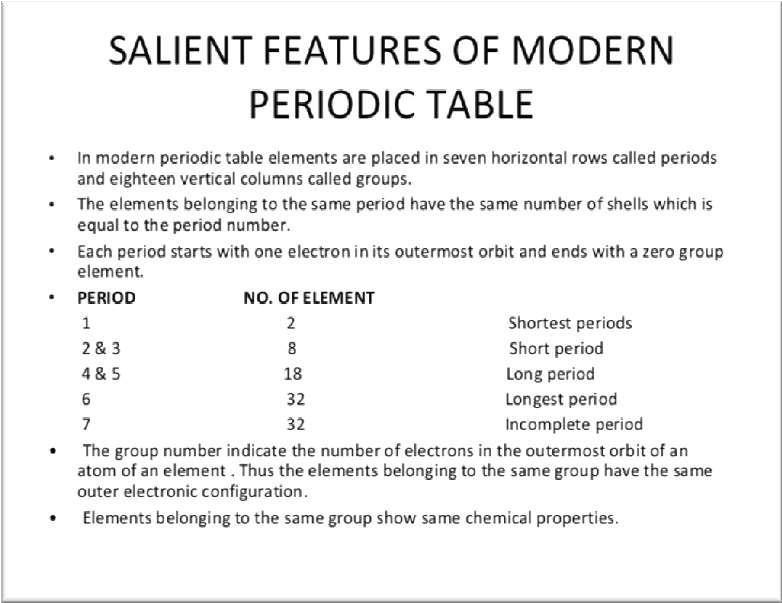 SALIENT FEATURES OF MODERN
PERIODIC TABLE
• In modern periodic table elements are placed in seven horizontal rows called periods
and eighteen vertical columns called groups.
• The elements belonging to the same period have the same number of shells which is
equal to the period number.
• Each period starts with one electron in its outermost orbit and ends with a zero group
element.
• PERIOD NO. OF ELEMENT
1 2 Shortest periods
2 & 3 8 Short period
4 & 5 18 Long period
6 32 Longest period
7 32 Incomplete period
• The group number indicate the number of electrons in the outermost orbit of an
atom of an element . Thus the elements belonging to the same group have the same
outer electronic configuration.
• Elements belonging to the same group show same chemical properties.